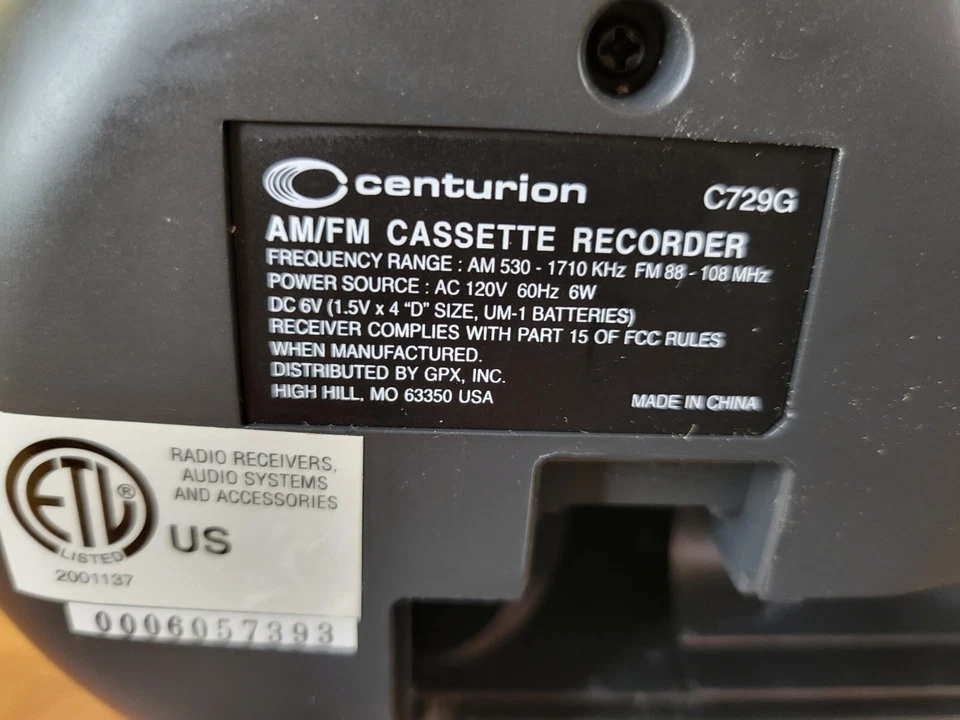 centurion C729G
AM/FM CASSETTE RECORDER
FREQUENCY RANGE : AM 530 - 1710 KHz FM 88 - 108 MHz
POWER SOURCE : AC 120V 60Hz 6W
DC 6V (1.5V x 4 "D" SIZE, UM-1 BATTERIES)
RECEIVER COMPLIES WITH PART 15 OF FCC RULES
WHEN MANUFACTURED.
DISTRIBUTED BY GPX, INC.
HIGH HILL, MO 63350 USA MADE IN CHINA
RADIO RECEIVERS,
AUDIO SYSTEMS
AND ACCESSORIES
ETL®
US
LISTED
2001137
0006057393